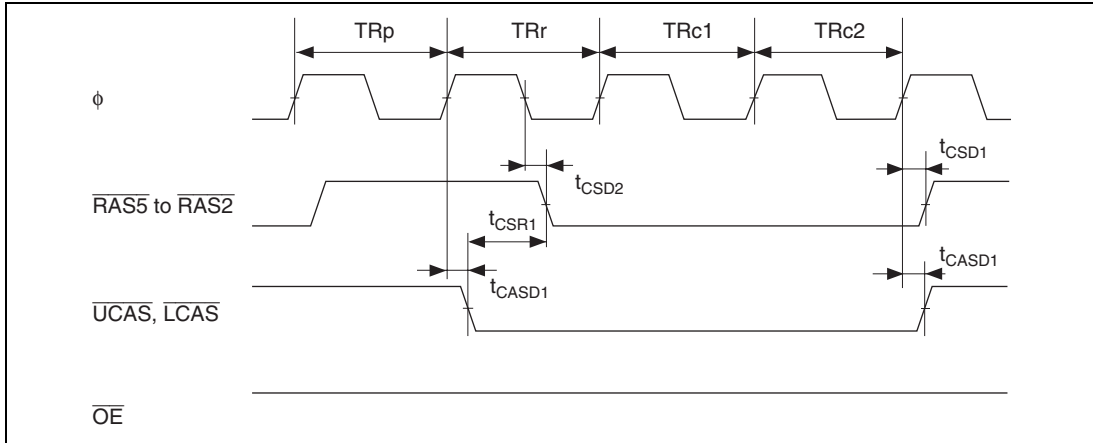 TRp TRr TRc1 TRc2
φ
tCSD1
tCSD2
RAS5 to RAS2
tCSR1
tCASD1
tCASD1
UCAS, LCAS
OE